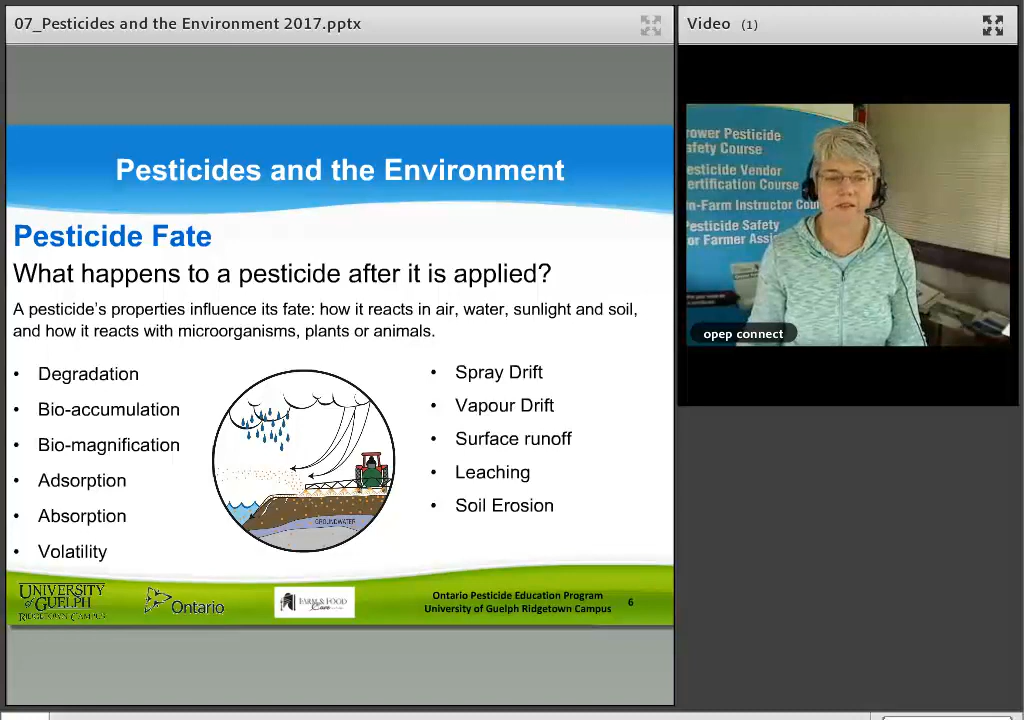 07_Pesticides and the Environment 2017.pptx
Video (1)
Pesticides and the Environment
Pesticide Fate
What happens to a pesticide after it is applied?
A pesticide's properties influence its fate: how it reacts in air, water, sunlight and soil,
and how it reacts with microorganisms, plants or animals.
• Degradation
• Bio-accumulation
• Bio-magnification
• Adsorption
• Absorption
• Volatility
GROUNDWATER
• Spray Drift
• Vapour Drift
• Surface runoff
• Leaching
• Soil Erosion
UNIVERSITY
of GUELPH
RIDGETOWN CAMPUS
Ontario
FARM & FOOD
Care
Ontario Pesticide Education Program
University of Guelph Ridgetown Campus
6
rower Pesticide
afety Course
esticide Vendor
ertification Course
n-Farm Instructor Cou
Pesticide Safety
or Farmer Assi
opep connect